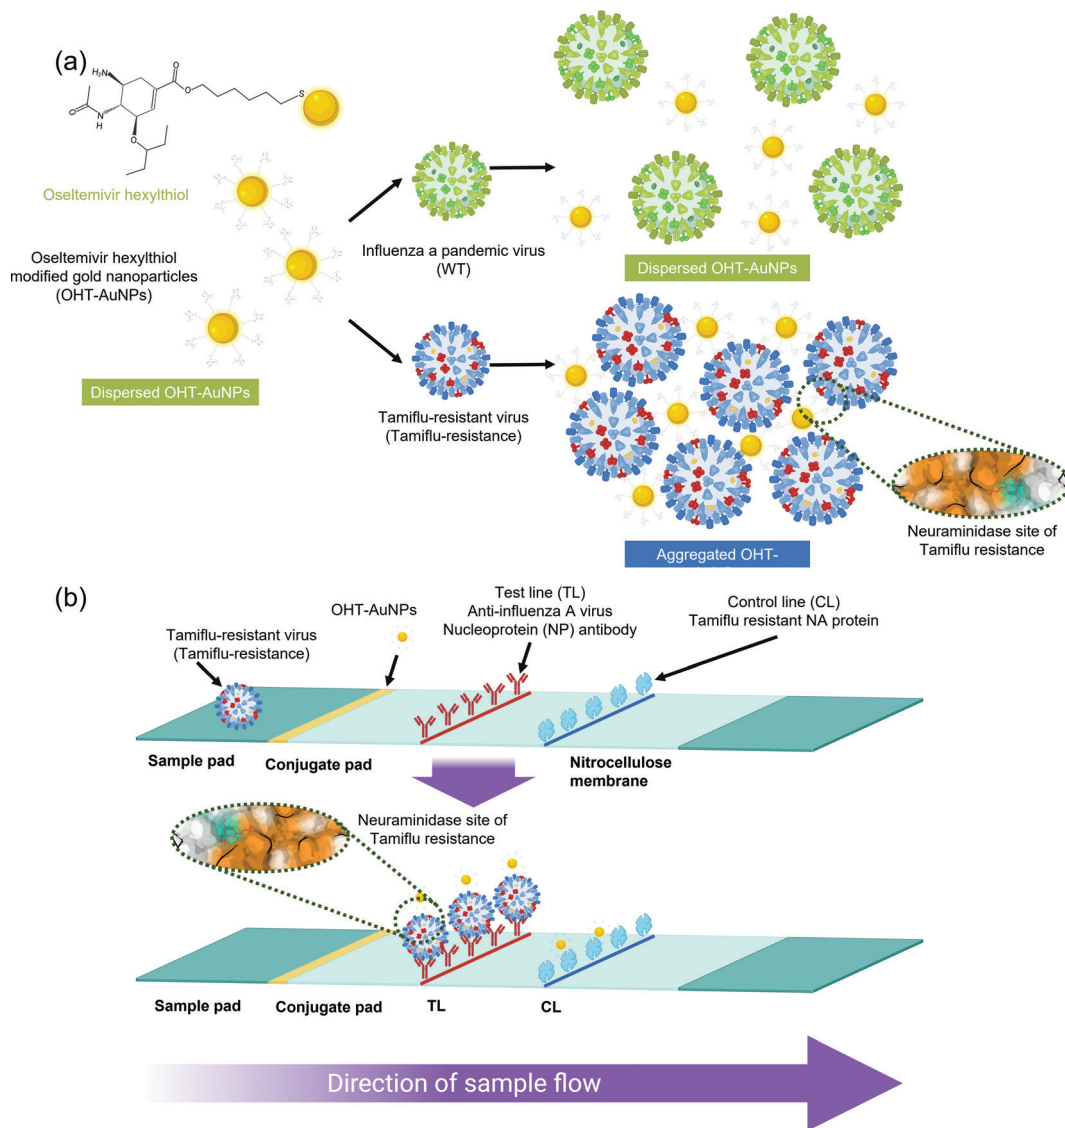 (a)
H₂N
O
O
S
O
N
H
O
Oseltemivir hexylthiol
Oseltemivir hexylthiol
modified gold nanoparticles
(OHT-AuNPs)
Dispersed OHT-AuNPs
Influenza a pandemic virus
(WT)
Dispersed OHT-AuNPs
Tamiflu-resistant virus
(Tamiflu-resistance)
Aggregated OHT-
Neuraminidase site of
Tamiflu resistance
(b)
Tamiflu-resistant virus
(Tamiflu-resistance)
OHT-AuNPs
Test line (TL)
Anti-influenza A virus
Nucleoprotein (NP) antibody
Control line (CL)
Tamiflu resistant NA protein
Sample pad
Conjugate pad
Nitrocellulose
membrane
Neuraminidase site of
Tamiflu resistance
Sample pad
Conjugate pad
TL
CL
Direction of sample flow